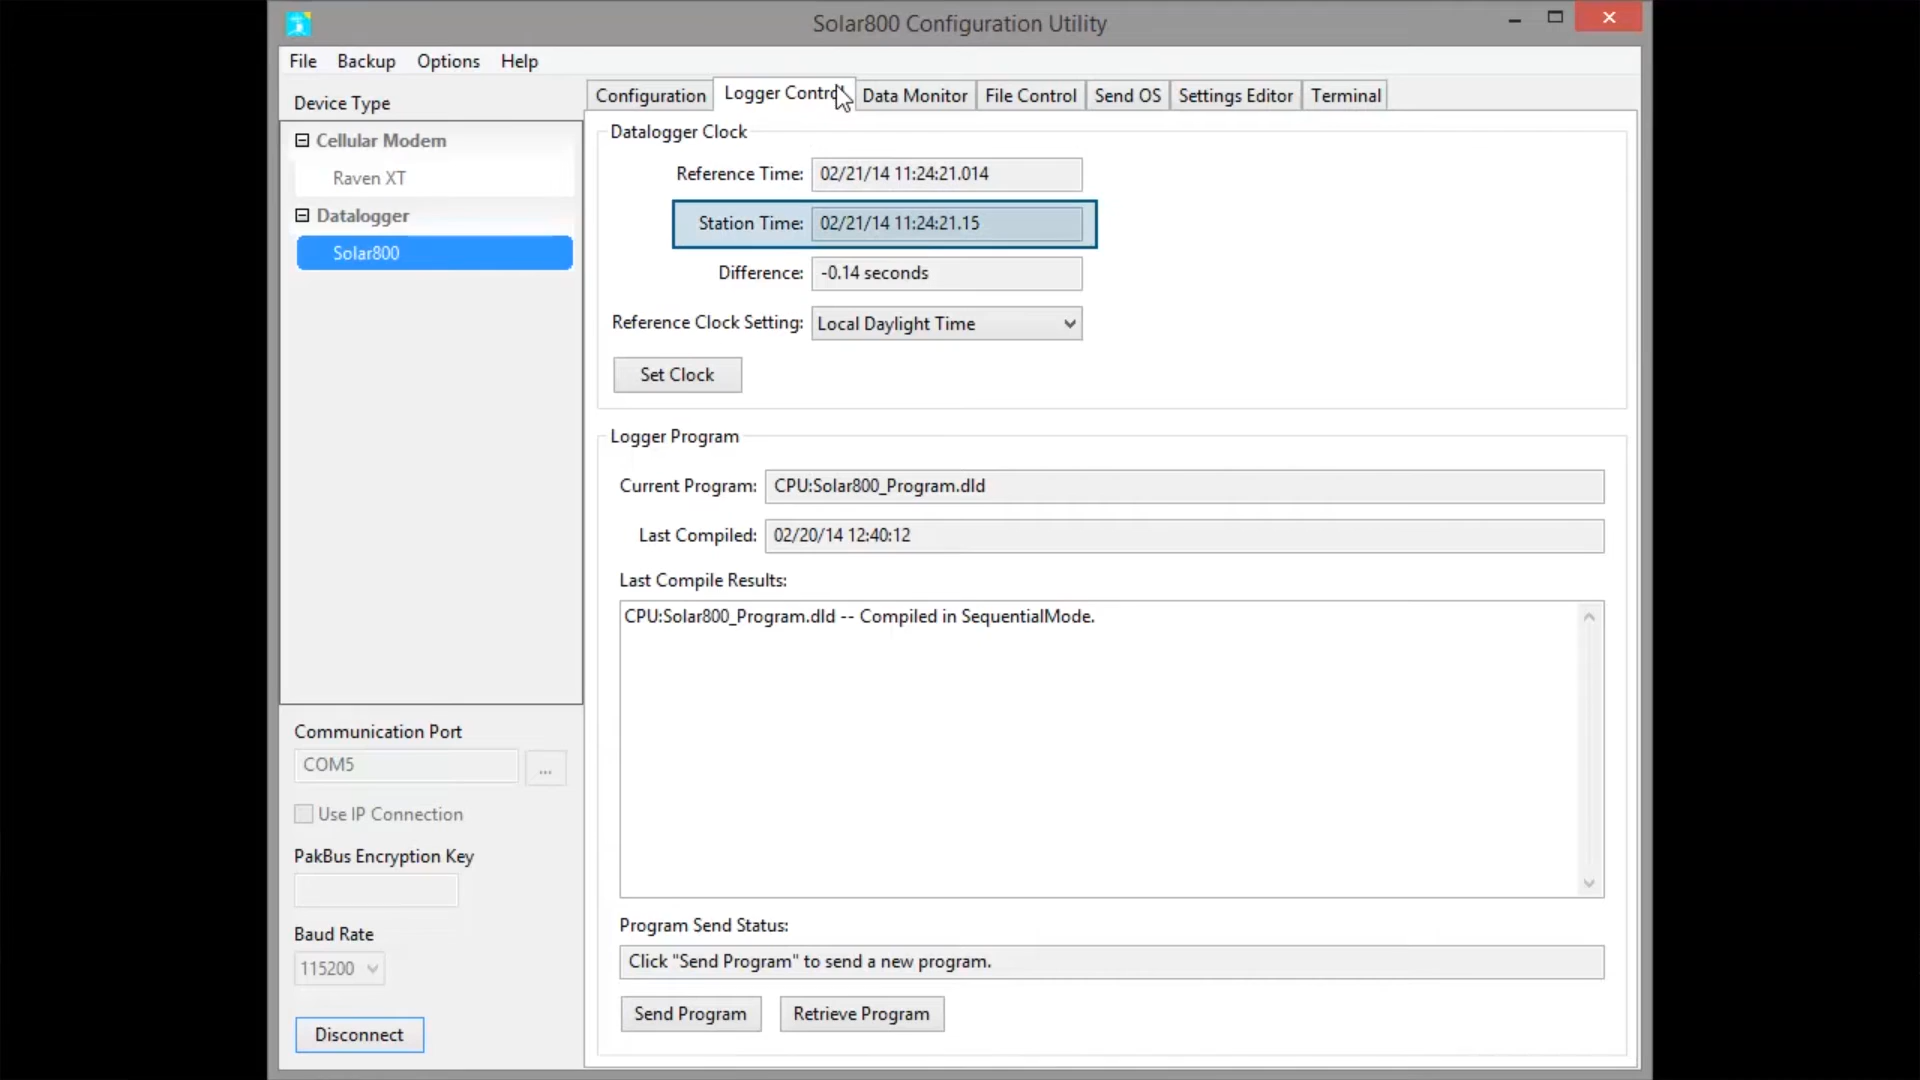 Solar800 Configuration Utility
File Backup Options Help
Device Type
Cellular Modem
Raven XT
Datalogger
Solar800
Configuration Logger Control Data Monitor File Control Send OS Settings Editor Terminal
Datalogger Clock
Reference Time: 02/21/14 11:24:21.014
Station Time: 02/21/14 11:24:21.15
Difference: -0.14 seconds
Reference Clock Setting: Local Daylight Time
Set Clock
Logger Program
Current Program: CPU:Solar800_Program.dld
Last Compiled: 02/20/14 12:40:12
Last Compile Results:
CPU:Solar800_Program.dld -- Compiled in SequentialMode.
Program Send Status:
Click "Send Program" to send a new program.
Send Program Retrieve Program
Communication Port
COM5 ...
Use IP Connection
PakBus Encryption Key
Baud Rate
115200
Disconnect